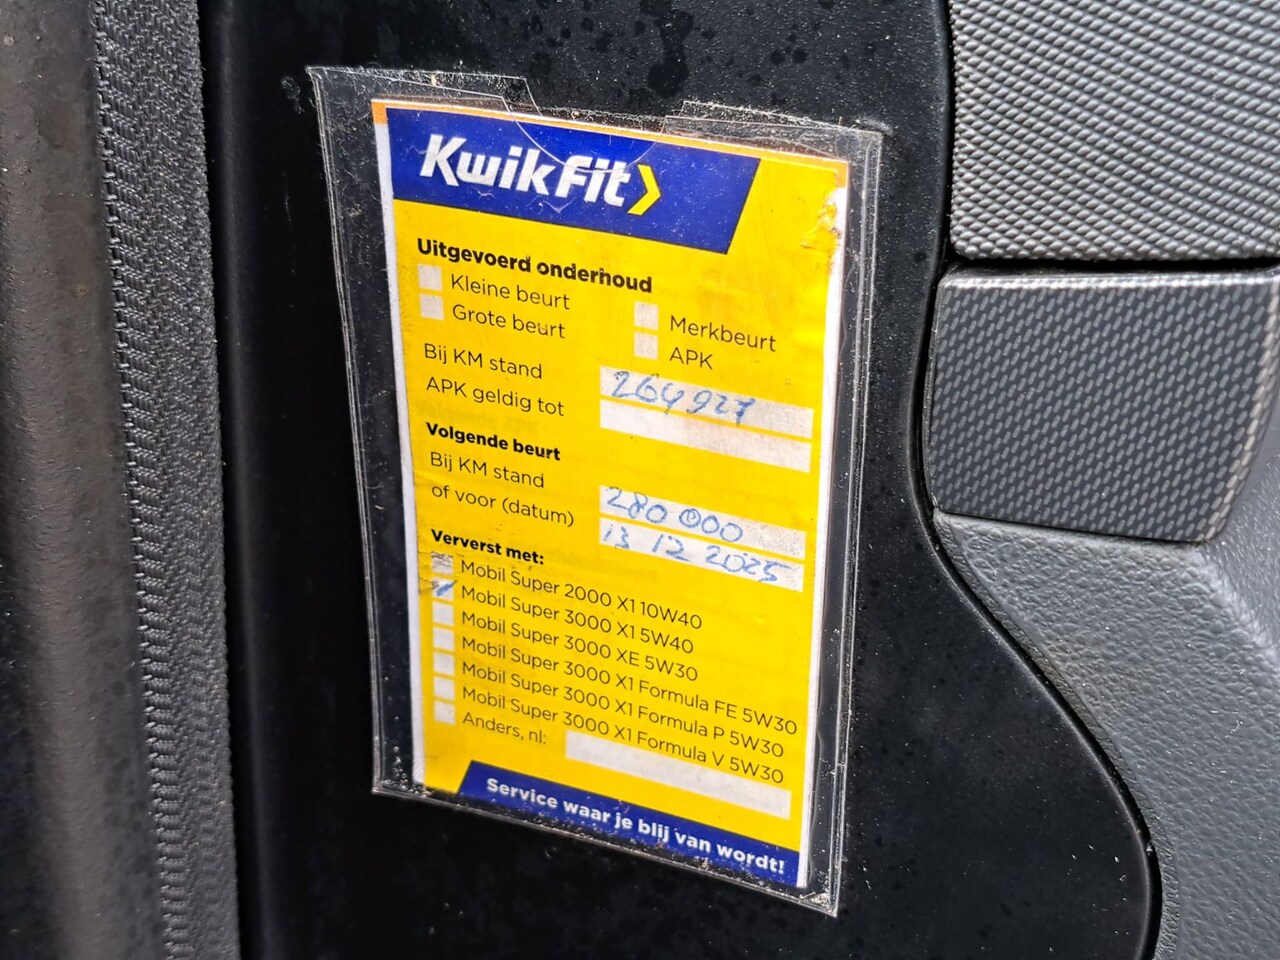 KwikFit
Uitgevoerd onderhoud
Kleine beurt
Grote beurt
Merkbeurt
APK
Bij KM stand 264927
APK geldig tot
Volgende beurt
Bij KM stand 280 000
of voor (datum) 13 12 2025
Ververst met:
Mobil Super 2000 X1 10W40
Mobil Super 3000 X1 5W40
Mobil Super 3000 XE 5W30
Mobil Super 3000 X1 Formula FE 5W30
Mobil Super 3000 X1 Formula P 5W30
Mobil Super 3000 X1 Formula V 5W30
Anders, nl:
Service waar je blij van wordt!